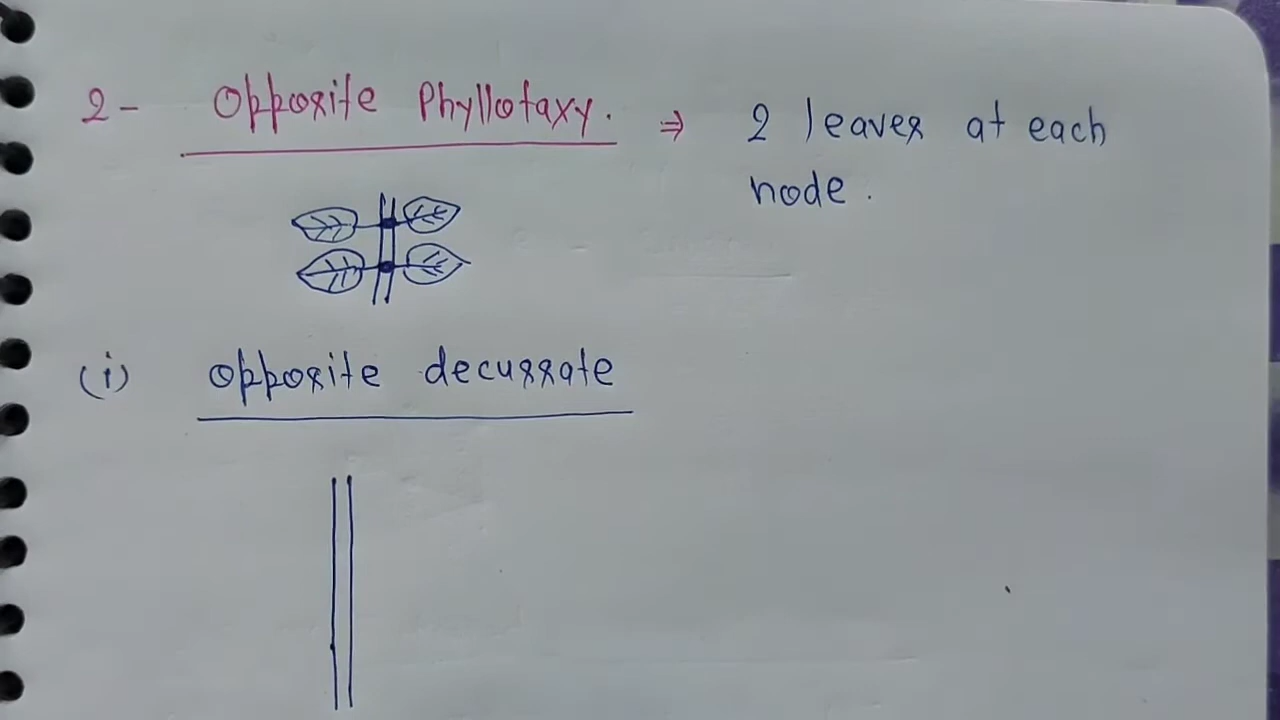 2- Opposite Phyllotaxy. ⇒ 2 leaves at each
node.
(i) opposite decussate